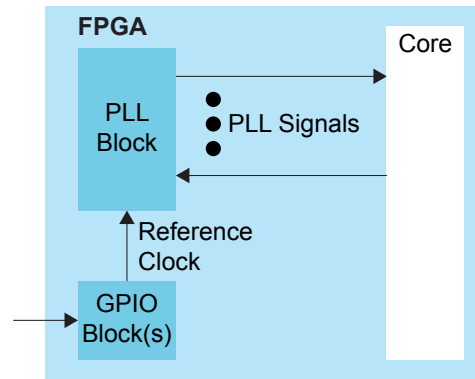 FPGA
Core
PLL
Block
PLL Signals
Reference
Clock
GPIO
Block(s)